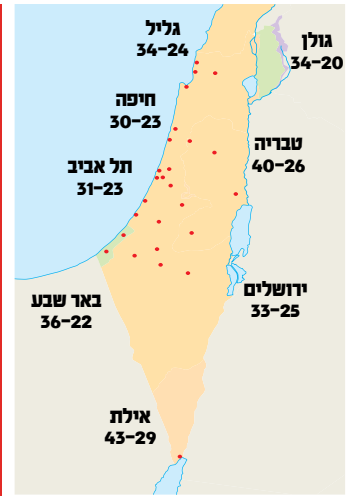 גליל
34-24
גולן
34-20
חיפה
30-23
טבריה
40-26
תל אביב
31-23
ירושלים
33-25
באר שבע
36-22
אילת
43-29